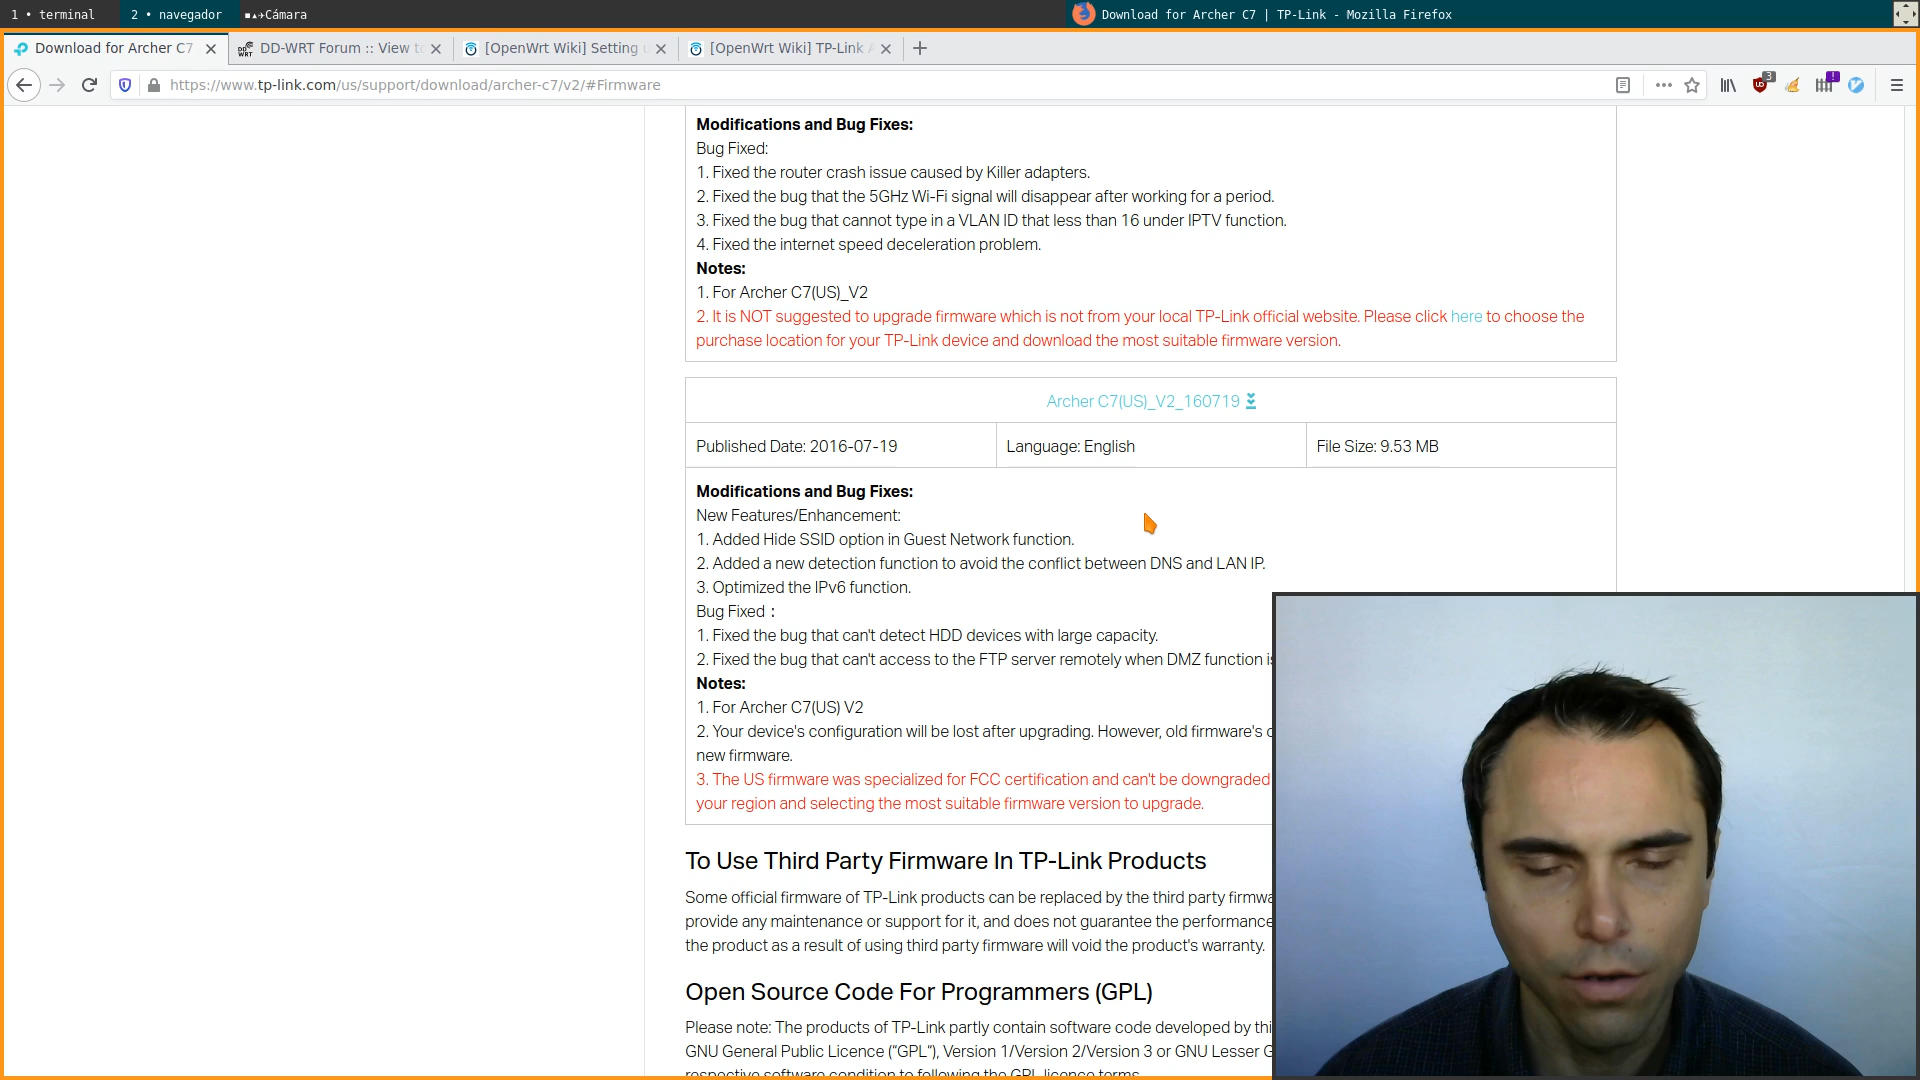 1 • terminal
2 • navegador
Cámara
Download for Archer C7 | TP-Link - Mozilla Firefox
Download for Archer C7
DD-WRT Forum :: View to
[OpenWrt Wiki] Setting
[OpenWrt Wiki] TP-Link
https://www.tp-link.com/us/support/download/archer-c7/v2/#Firmware
3
Modifications and Bug Fixes:
Bug Fixed:
1. Fixed the router crash issue caused by Killer adapters.
2. Fixed the bug that the 5GHz Wi-Fi signal will disappear after working for a period.
3. Fixed the bug that cannot type in a VLAN ID that less than 16 under IPTV function.
4. Fixed the internet speed deceleration problem.
Notes:
1. For Archer C7(US)_V2
2. It is NOT suggested to upgrade firmware which is not from your local TP-Link official website. Please click here to choose the
purchase location for your TP-Link device and download the most suitable firmware version.
Archer C7(US)_V2_160719
Published Date: 2016-07-19
Language: English
File Size: 9.53 MB
Modifications and Bug Fixes:
New Features/Enhancement:
1. Added Hide SSID option in Guest Network function.
2. Added a new detection function to avoid the conflict between DNS and LAN IP.
3. Optimized the IPv6 function.
Bug Fixed：
1. Fixed the bug that can't detect HDD devices with large capacity.
2. Fixed the bug that can't access to the FTP server remotely when DMZ function
Notes:
1. For Archer C7(US) V2
2. Your device's configuration will be lost after upgrading. However, old firmware's
new firmware.
3. The US firmware was specialized for FCC certification and can't be downgraded
your region and selecting the most suitable firmware version to upgrade.
To Use Third Party Firmware In TP-Link Products
Some official firmware of TP-Link products can be replaced by the third party firmwa
provide any maintenance or support for it, and does not guarantee the performance
the product as a result of using third party firmware will void the product's warranty.
Open Source Code For Programmers (GPL)
Please note: The products of TP-Link partly contain software code developed by thi
GNU General Public Licence ("GPL"), Version 1/Version 2/Version 3 or GNU Lesser G
respective software condition to following the GPL licence terms.